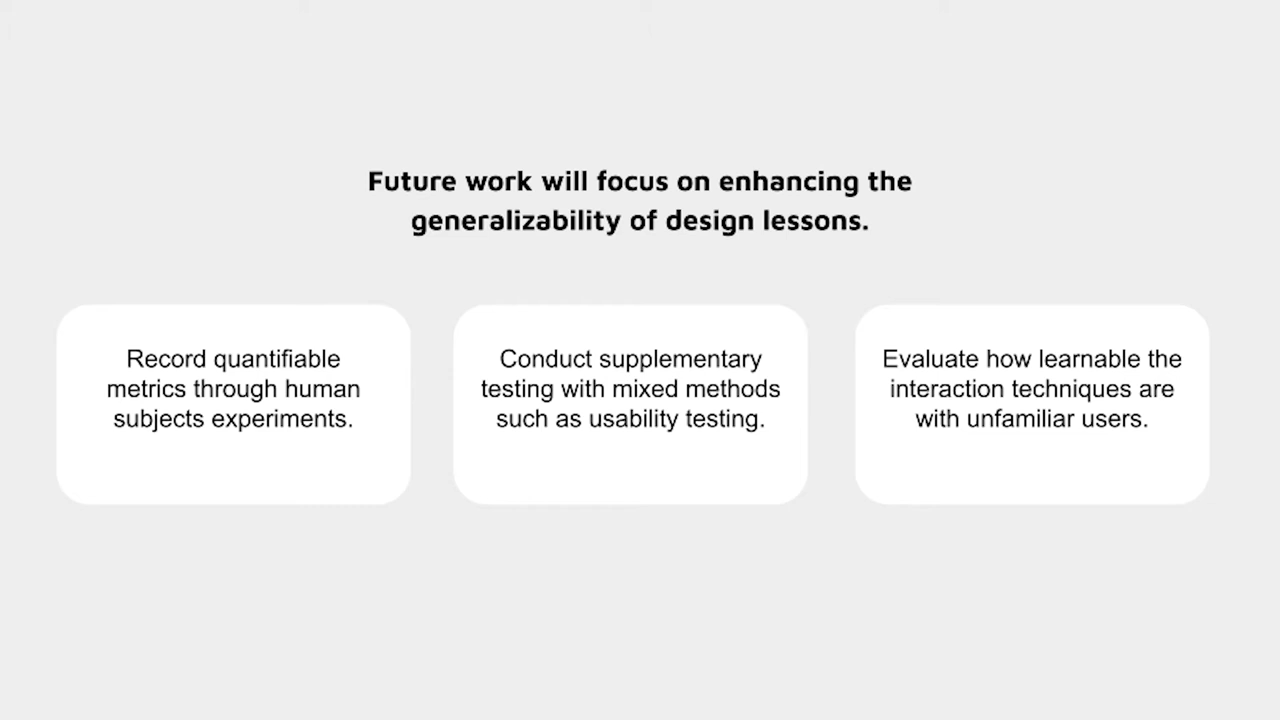 Future work will focus on enhancing the
generalizability of design lessons.
Record quantifiable
metrics through human
subjects experiments.
Conduct supplementary
testing with mixed methods
such as usability testing.
Evaluate how learnable the
interaction techniques are
with unfamiliar users.